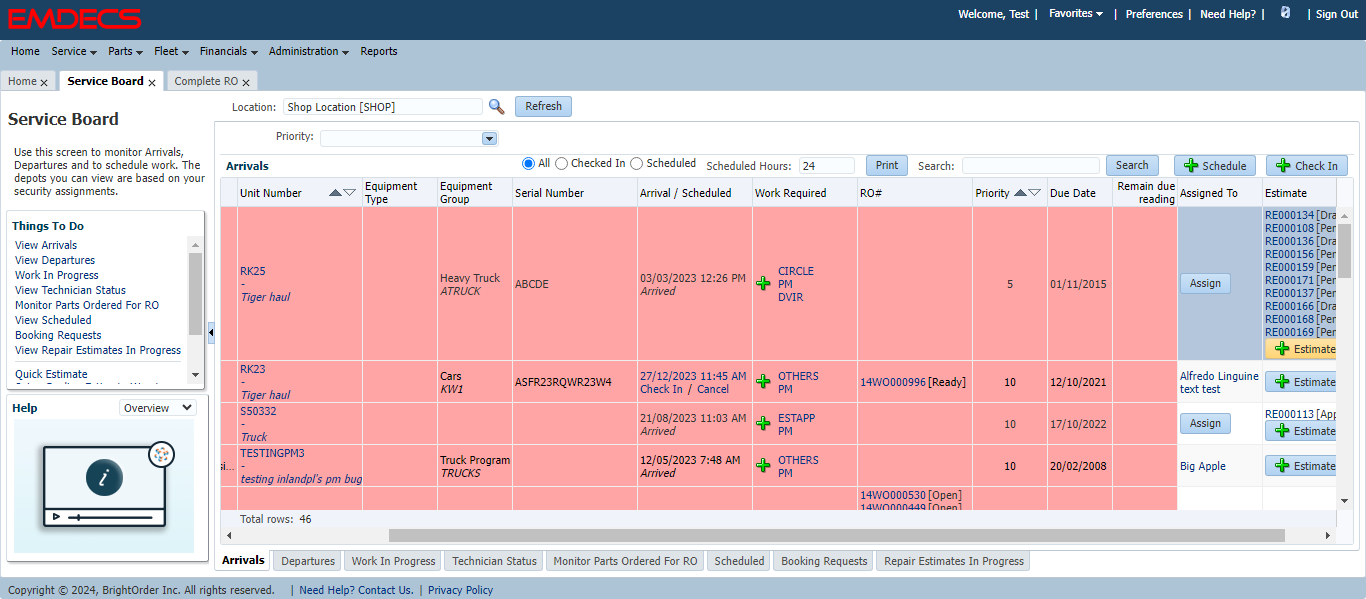 EMDECS
Welcome, Test | Favorites | Preferences | Need Help? | | Sign Out
Home Service Parts Fleet Financials Administration Reports
Home Service Board Complete RO
Location: Shop Location [SHOP] Refresh
Service Board
Use this screen to monitor Arrivals,
Departures and to schedule work. The
depots you can view are based on your
security assignments.
Things To Do
View Arrivals
View Departures
Work In Progress
View Technician Status
Monitor Parts Ordered For RO
View Scheduled
Booking Requests
View Repair Estimates In Progress
Quick Estimate
Help Overview
Priority:
Arrivals All Checked In Scheduled Scheduled Hours: 24 Print Search: Search Schedule Check In
Unit Number Equipment Type Equipment Group Serial Number Arrival / Scheduled Work Required RO# Priority Due Date Remain due reading Assigned To Estimate
RK25
-
Tiger haul
Heavy Truck
ATRUCK
ABCDE
03/03/2023 12:26 PM
Arrived
CIRCLE
PM
DVIR
5
01/11/2015
Assign
RE000134 [Dra
RE000108 [Per
RE000136 [Dra
RE000156 [Per
RE000159 [Per
RE000171 [Per
RE000137 [Per
RE000166 [Dra
RE000168 [Per
RE000169 [Per
Estimate
RK23
-
Tiger haul
Cars
KW1
ASFR23RQWR23W4
27/12/2023 11:45 AM
Check In / Cancel
OTHERS
PM
14WO000996 [Ready]
10
12/10/2021
Alfredo Linguine
text test
Estimate
S50332
-
Truck
21/08/2023 11:03 AM
Arrived
ESTAPP
PM
10
17/10/2022
Assign
RE000113 [App
Estimate
si...
TESTINGPM3
-
testing inlandpl's pm bug
Truck Program
TRUCKS
12/05/2023 7:48 AM
Arrived
OTHERS
PM
10
20/02/2008
Big Apple
Estimate
14WO000530 [Open]
14WO000449 [Open]
Total rows: 46
Arrivals Departures Work In Progress Technician Status Monitor Parts Ordered For RO Scheduled Booking Requests Repair Estimates In Progress
Copyright © 2024, BrightOrder Inc. All rights reserved. | Need Help? Contact Us. | Privacy Policy